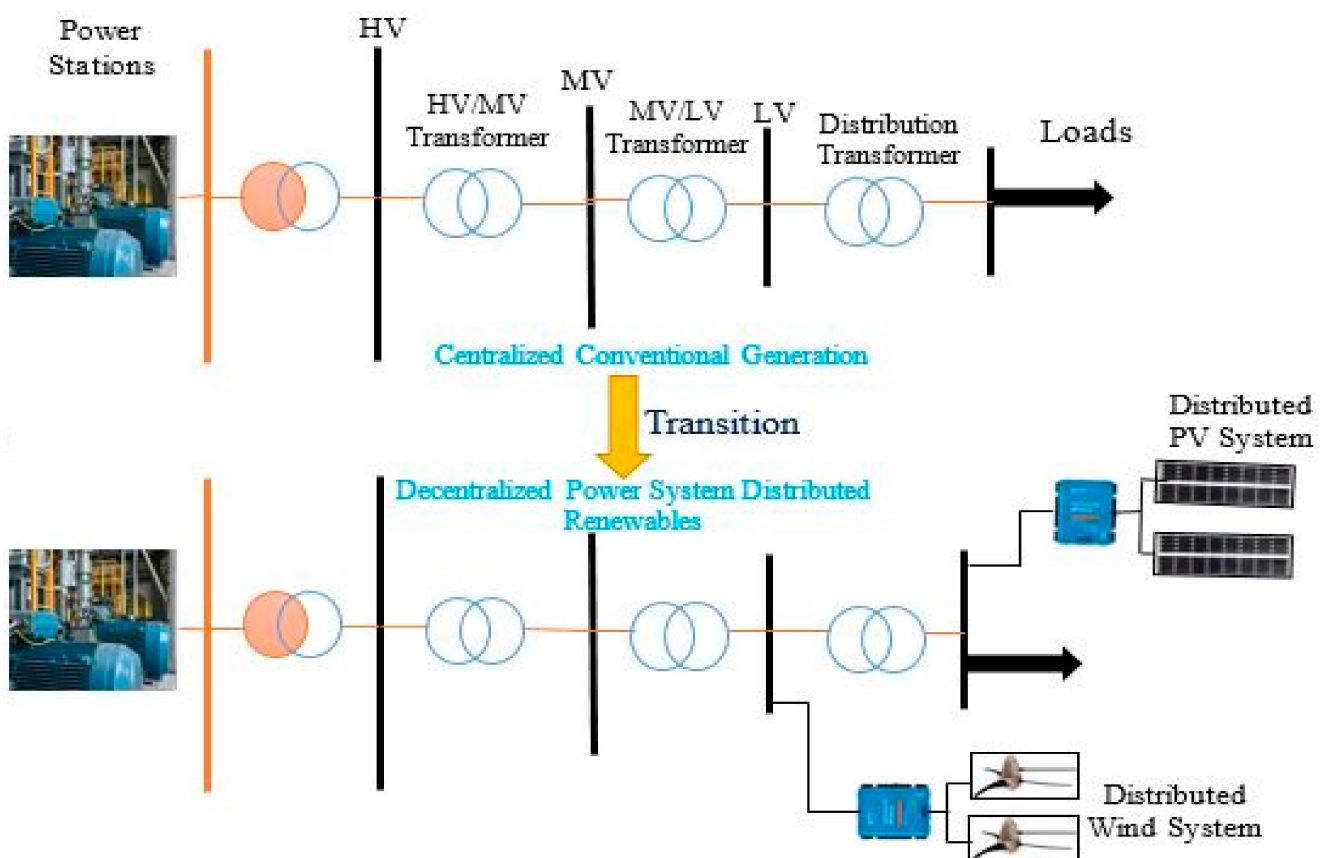 Power
Stations
HV
HV/MV
Transformer
MV
MV/LV
Transformer
LV
Distribution
Transformer
Loads
Centralized Conventional Generation
Transition
Decentralized Power System Distributed
Renewables
Distributed
PV System
Distributed
Wind System